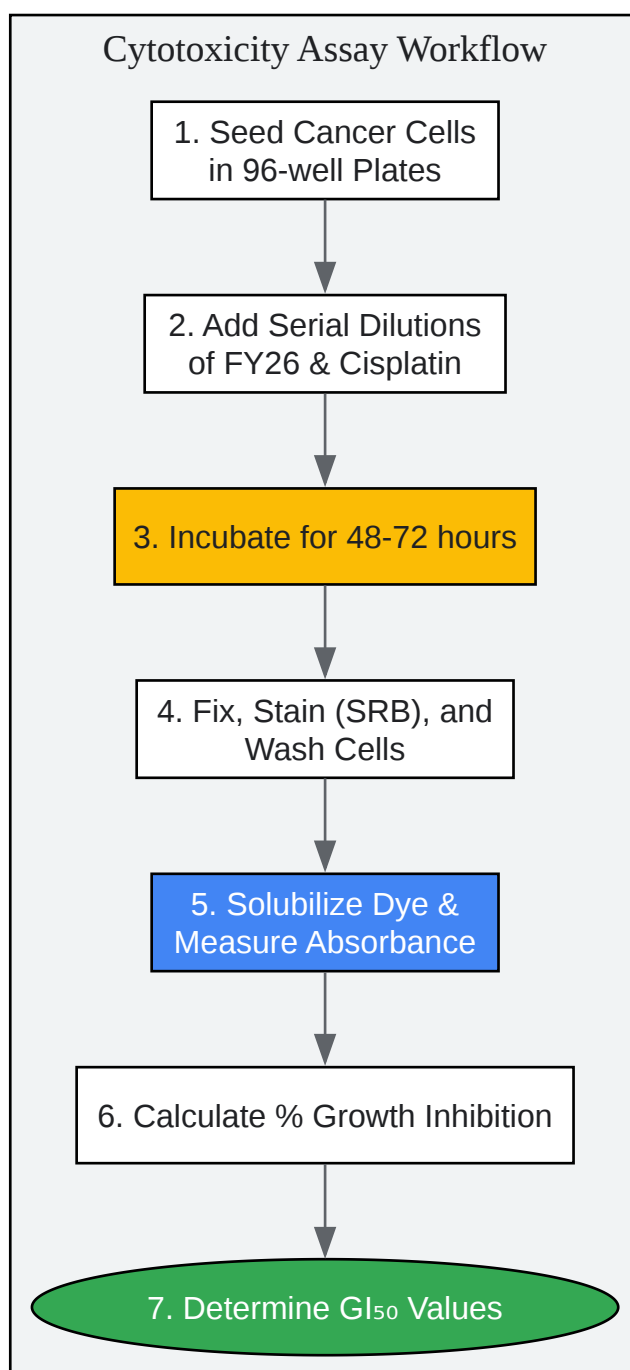 Cytotoxicity Assay Workflow
1. Seed Cancer Cells
in 96-well Plates
2. Add Serial Dilutions
of FY26 & Cisplatin
3. Incubate for 48-72 hours
4. Fix, Stain (SRB), and
Wash Cells
5. Solubilize Dye &
Measure Absorbance
6. Calculate % Growth Inhibition
7. Determine GI₅₀ Values